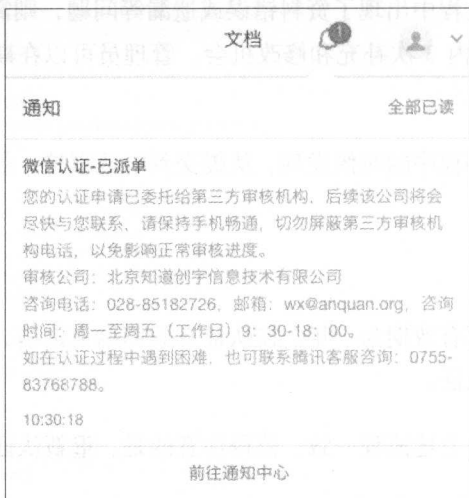 文档
通知 全部已读
微信认证-已派单
您的认证申请已委托给第三方审核机构，后续该公司将会
尽快与您联系，请保持手机畅通，切勿屏蔽第三方审核机
构电话，以免影响正常审核进度。
审核公司：北京知道创宇信息技术有限公司
咨询电话：028-85182726，邮箱：wx@anquan.org，咨询
时间：周一至周五（工作日）9：30-18：00。
如在认证过程中遇到困难，也可联系腾讯客服咨询：0755-
83768788。
10:30:18
前往通知中心